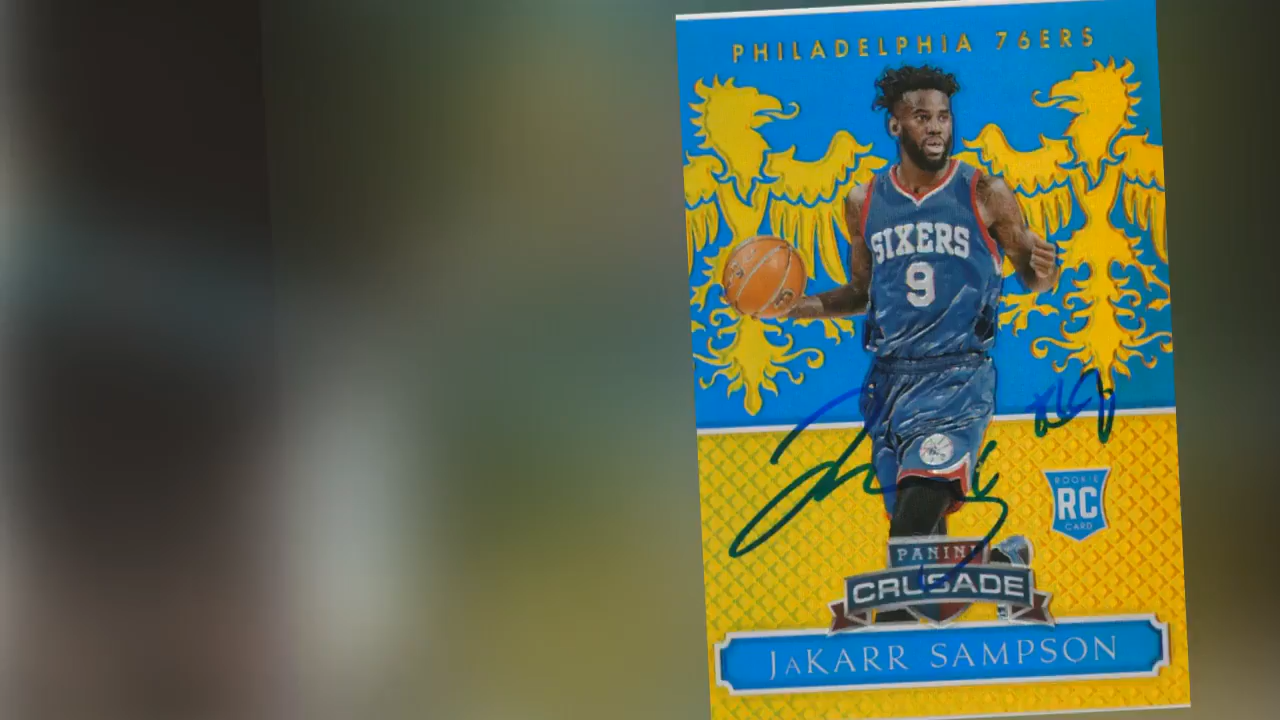 PHILADELPHIA 76ERS
SIXERS
9
ROOKIE
RC
CARD
PANINI
CRUSADE
JAKARR SAMPSON